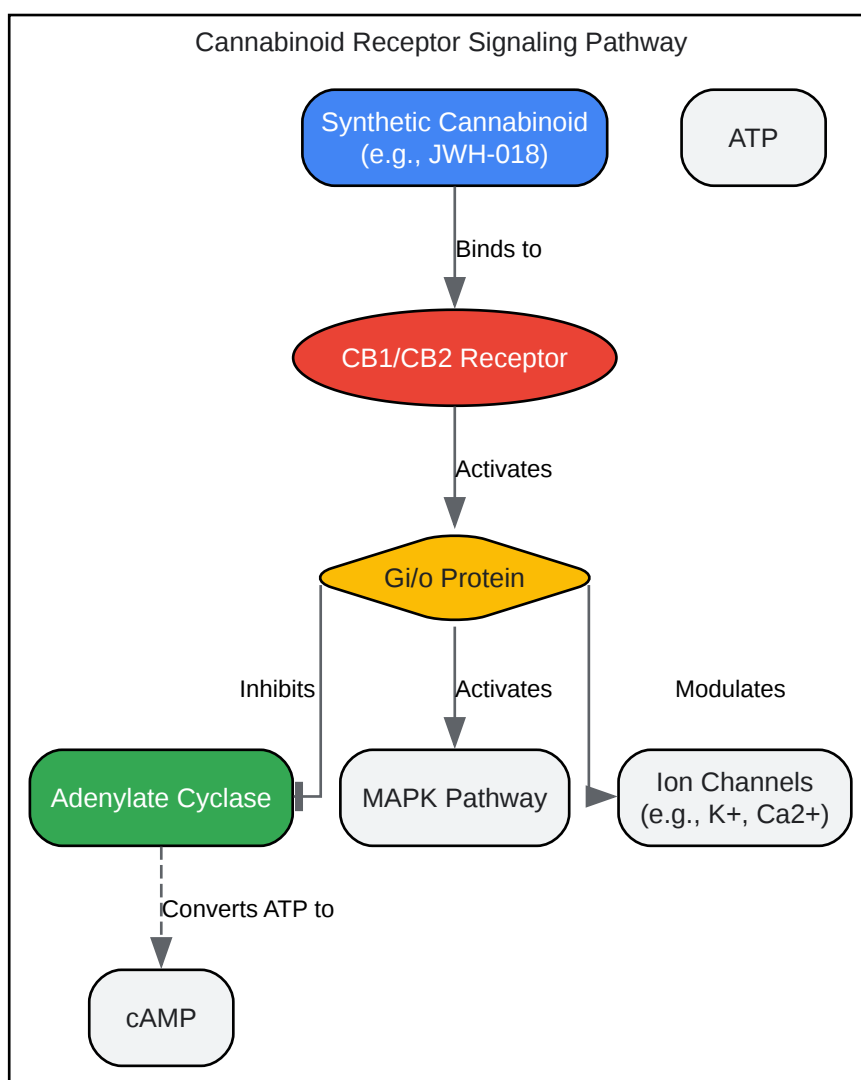 Cannabinoid Receptor Signaling Pathway
Synthetic Cannabinoid
(e.g., JWH-018)
ATP
Binds to
CB1/CB2 Receptor
Activates
Gi/o Protein
Inhibits
Activates
Modulates
Adenylate Cyclase
MAPK Pathway
Ion Channels
(e.g., K+, Ca2+)
Converts ATP to
cAMP